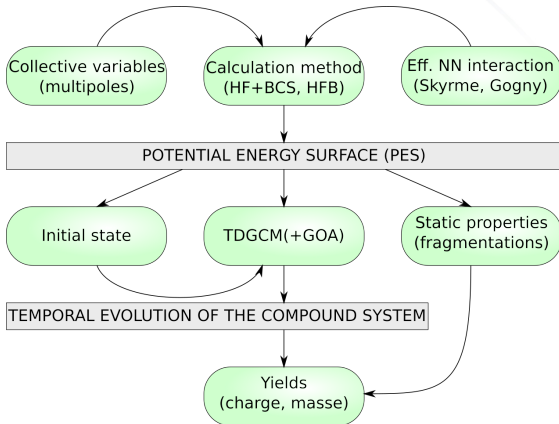 Collective variables
(multipoles)
Calculation method
(HF+BCS, HFB)
Eff. NN interaction
(Skyrme, Gogny)
POTENTIAL ENERGY SURFACE (PES)
Initial state
TDGCM(+GOA)
Static properties
(fragmentations)
TEMPORAL EVOLUTION OF THE COMPOUND SYSTEM
Yields
(charge, masse)